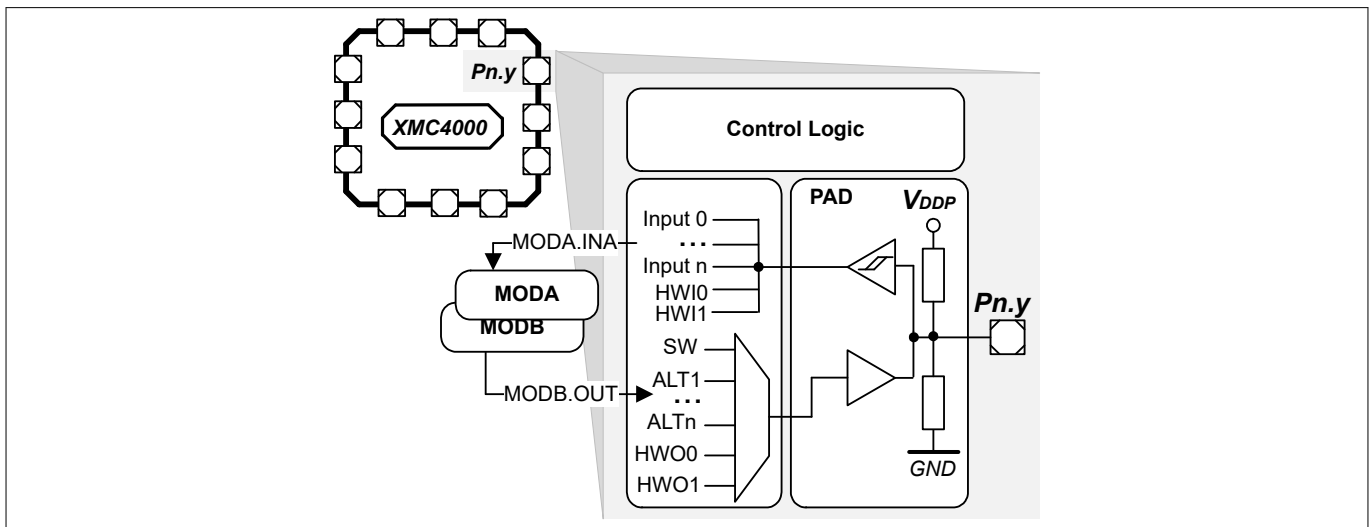 Pn.y
XMC4000
Control Logic
PAD
VDDP
Input 0
...
Input n
HWI0
HWI1
MODA.INA
MODA
MODB
MODB.OUT
SW
ALT1
...
ALTn
HWO0
HWO1
Pn.y
GND